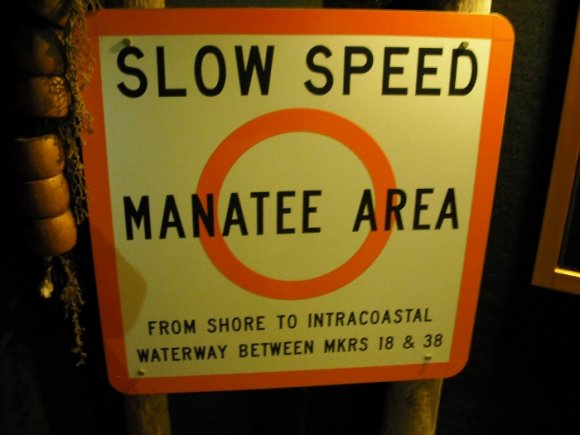 SLOW SPEED
MANATEE AREA
FROM SHORE TO INTRACOASTAL
WATERWAY BETWEEN MKRS 18 & 38